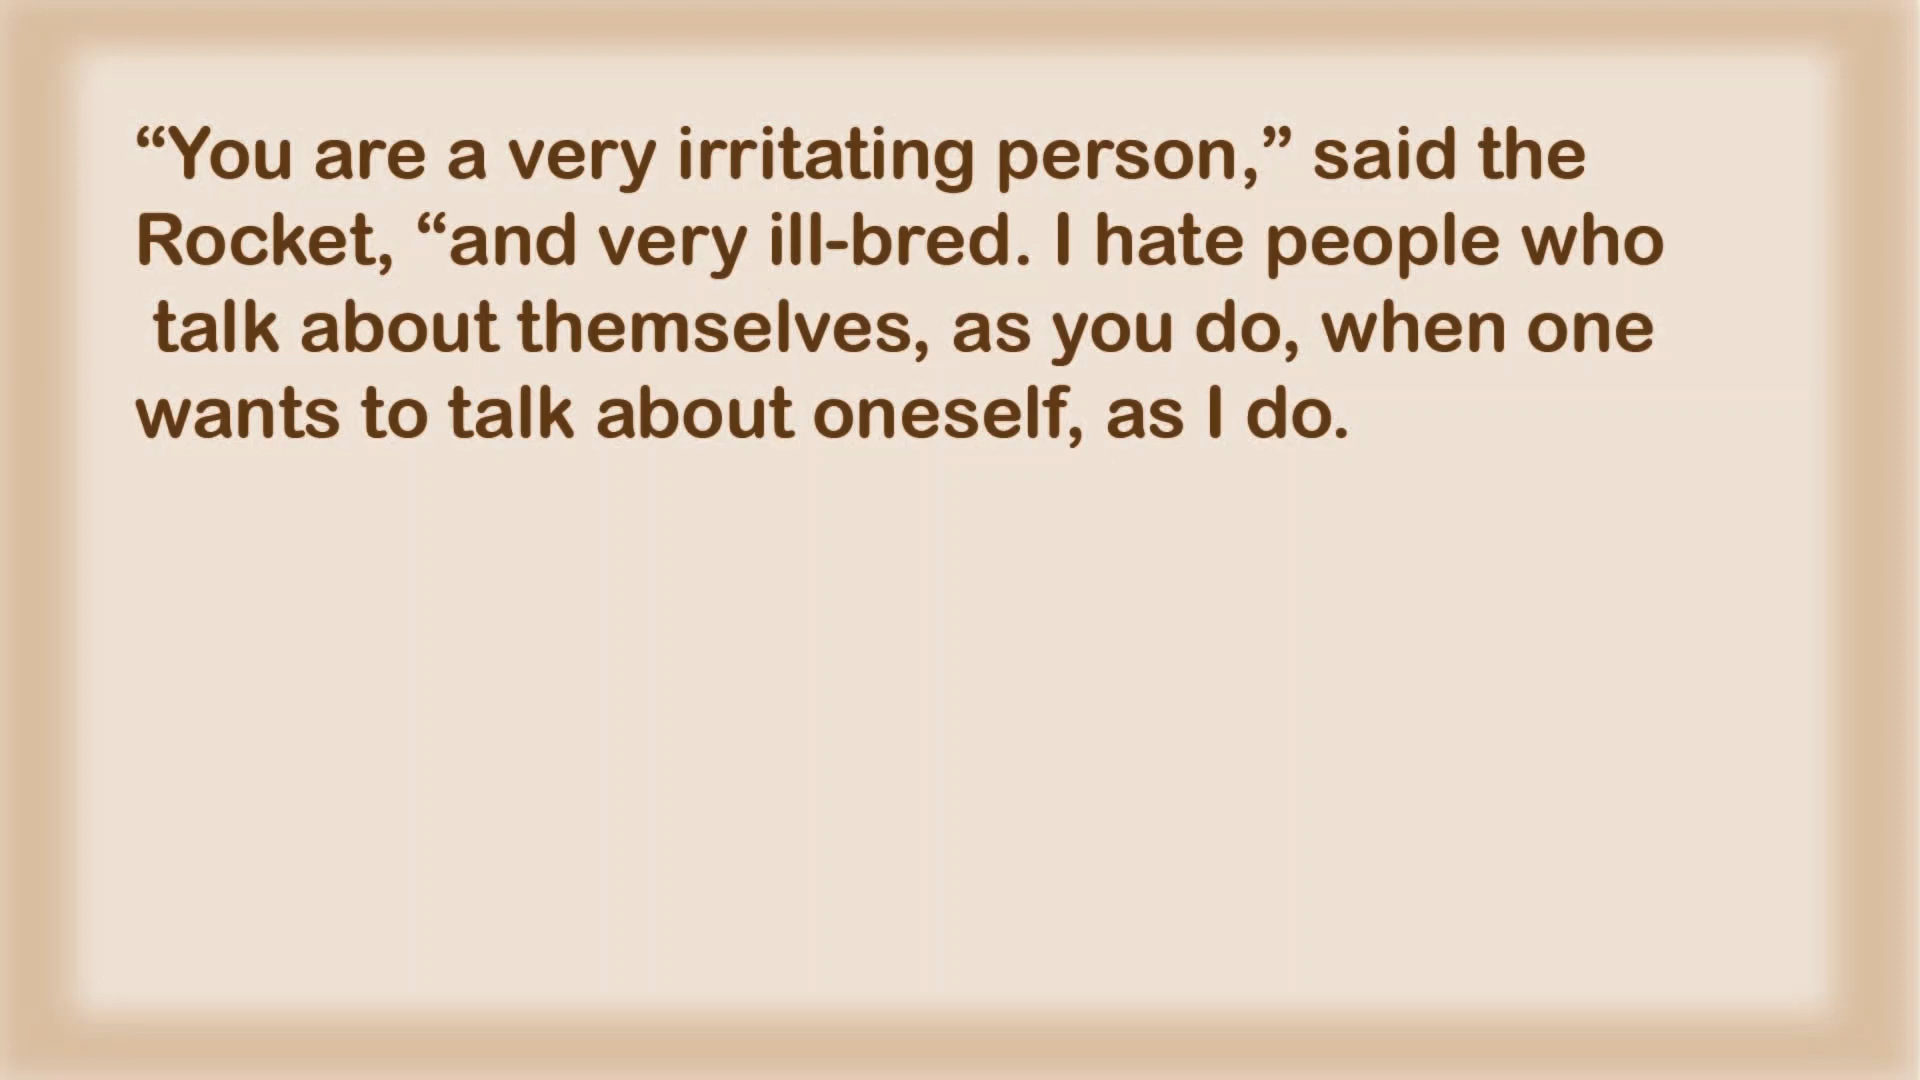 “You are a very irritating person,” said the
Rocket, “and very ill-bred. I hate people who
talk about themselves, as you do, when one
wants to talk about oneself, as I do.